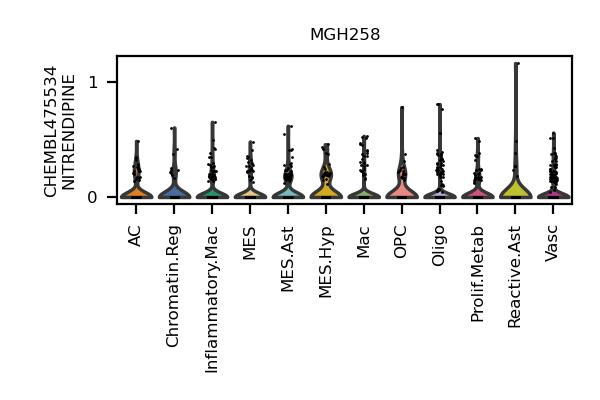 MGH258
CHEMBL475534
NITRENDIPINE
1
0
AC
Chromatin.Reg
Inflammatory.Mac
MES
MES.Ast
MES.Hyp
Mac
OPC
Oligo
Prolif.Metab
Reactive.Ast
Vasc